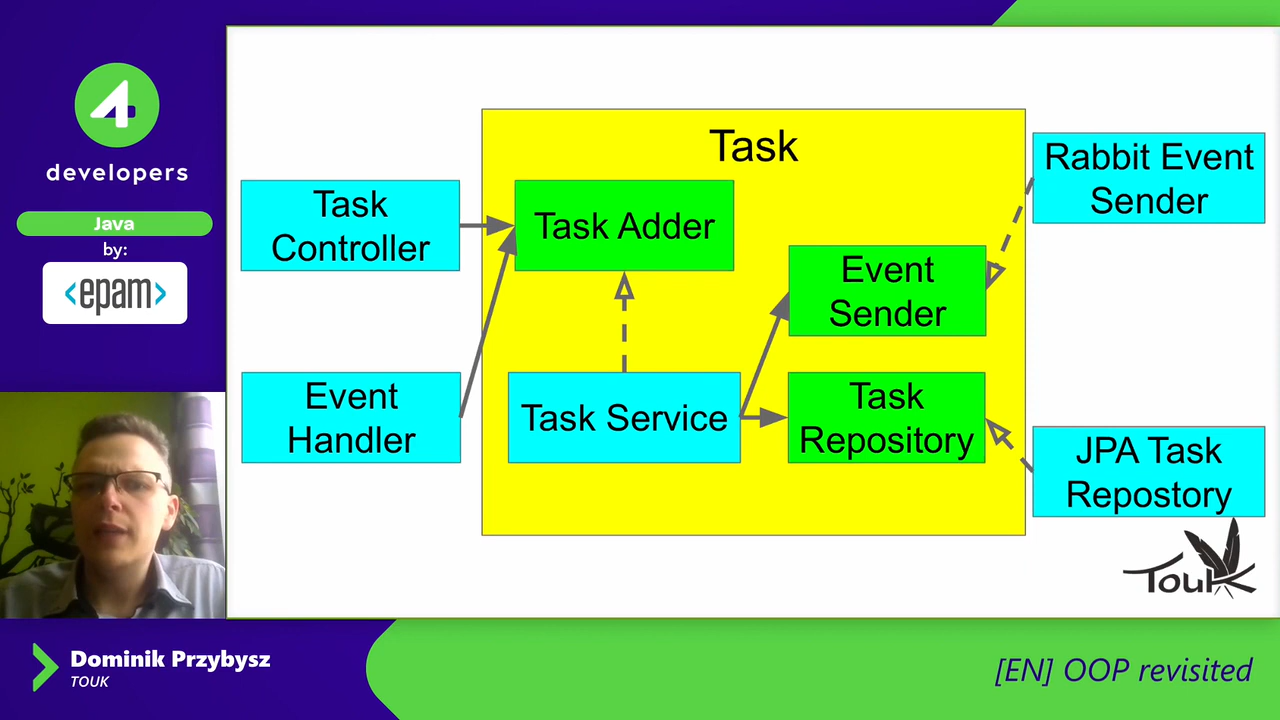 4
developers
Java
by:
<epam>
Task
Controller
Event
Handler
Task
Task Adder
Task Service
Event
Sender
Task
Repository
Rabbit Event
Sender
JPA Task
Repostory
Touk
Dominik Przybysz
TOUK
[EN] OOP revisited